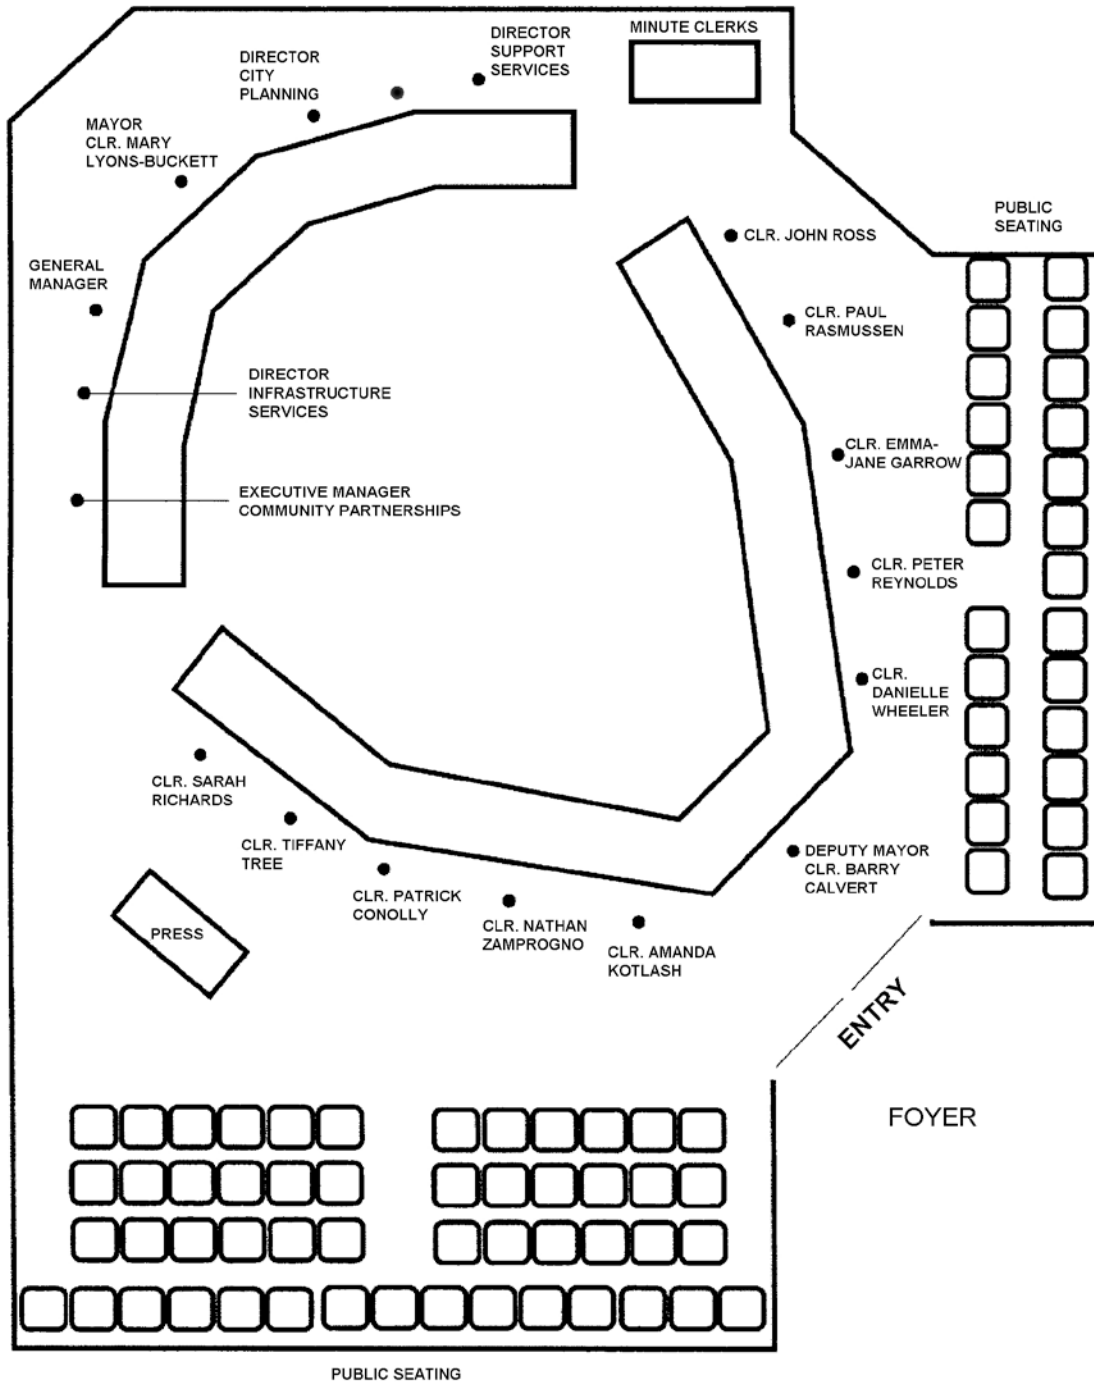 MINUTE CLERKS
DIRECTOR
SUPPORT
SERVICES
DIRECTOR
CITY
PLANNING
MAYOR
CLR. MARY
LYONS-BUCKETT
PUBLIC
SEATING
CLR. JOHN ROSS
GENERAL
MANAGER
CLR. PAUL
RASMUSSEN
DIRECTOR
INFRASTRUCTURE
SERVICES
CLR. EMMA-
JANE GARROW
EXECUTIVE MANAGER
COMMUNITY PARTNERSHIPS
CLR. PETER
REYNOLDS
CLR.
DANIELLE
WHEELER
CLR. SARAH
RICHARDS
CLR. TIFFANY
TREE
DEPUTY MAYOR
CLR. BARRY
CALVERT
CLR. PATRICK
CONOLLY
CLR. NATHAN
ZAMPROGNO
CLR. AMANDA
KOTLASH
PRESS
ENTRY
FOYER
PUBLIC SEATING